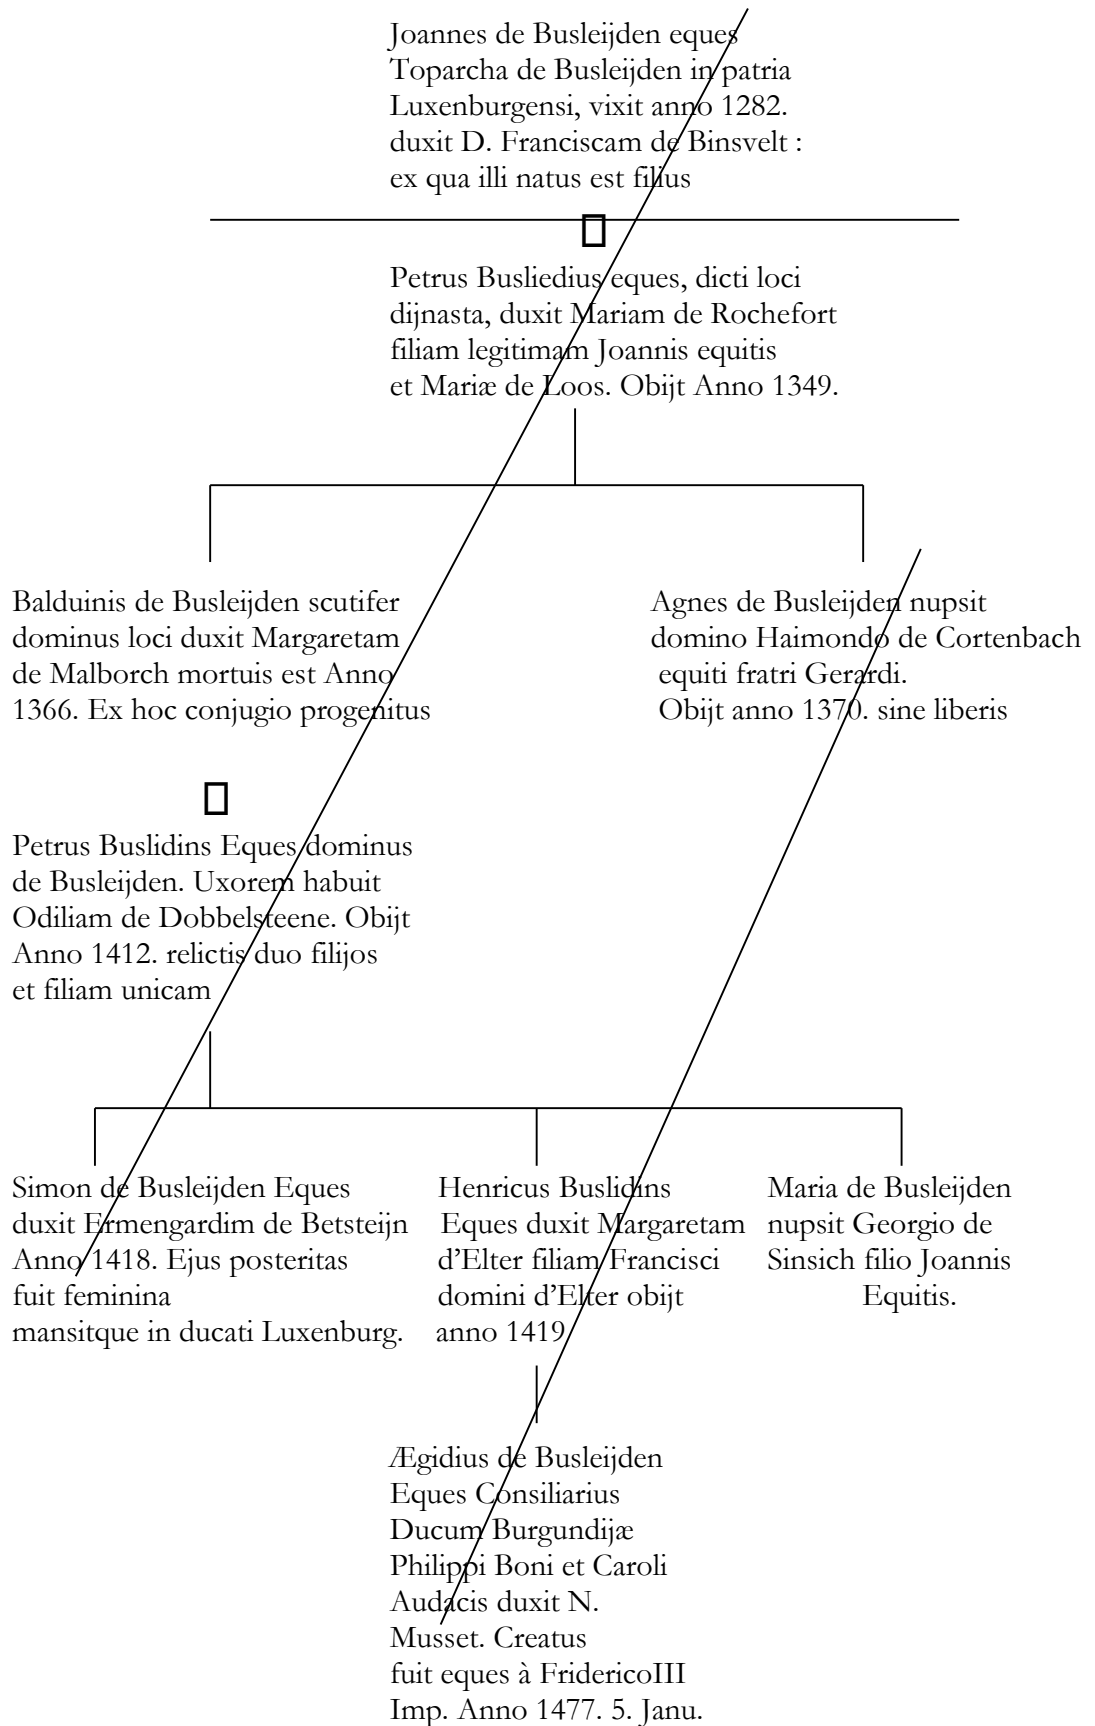 Joannes de Busleijden eques
Toparcha de Busleijden in patria
Luxenburgensi, vixit anno 1282.
duxit D. Franciscam de Binsvelt :
ex qua illi natus est filius
Petrus Busliedius eques, dicti loci
dijnasta, duxit Mariam de Rochefort
filiam legitimam Joannis equitis
et Mariæ de Loos. Obijt Anno 1349.
Balduinis de Busleijden scutifer
dominus loci duxit Margaretam
de Malborch mortuis est Anno
1366. Ex hoc conjugio progenitus
Agnes de Busleijden nupsit
domino Haimondo de Cortenbach
equiti fratri Gerardi.
Obijt anno 1370. sine liberis
Petrus Buslidins Eques dominus
de Busleijden. Uxorem habuit
Odiliam de Dobbelsteene. Obijt
Anno 1412. relictis duo filijos
et filiam unicam
Simon de Busleijden Eques
duxit Ermengardim de Betsteijn
Anno 1418. Ejus posteritas
fuit feminina
mansitque in ducati Luxenburg.
Henricus Buslidins
Eques duxit Margaretam
d'Elter filiam Francisci
domini d'Elter obijt
anno 1419
Maria de Busleijden
nupsit Georgio de
Sinsich filio Joannis
Equitis.
Ægidius de Busleijden
Eques Consiliarius
Ducum Burgundijæ
Philippi Boni et Caroli
Audacis duxit N.
Musset. Creatus
fuit eques à FridericoIII
Imp. Anno 1477. 5. Janu.